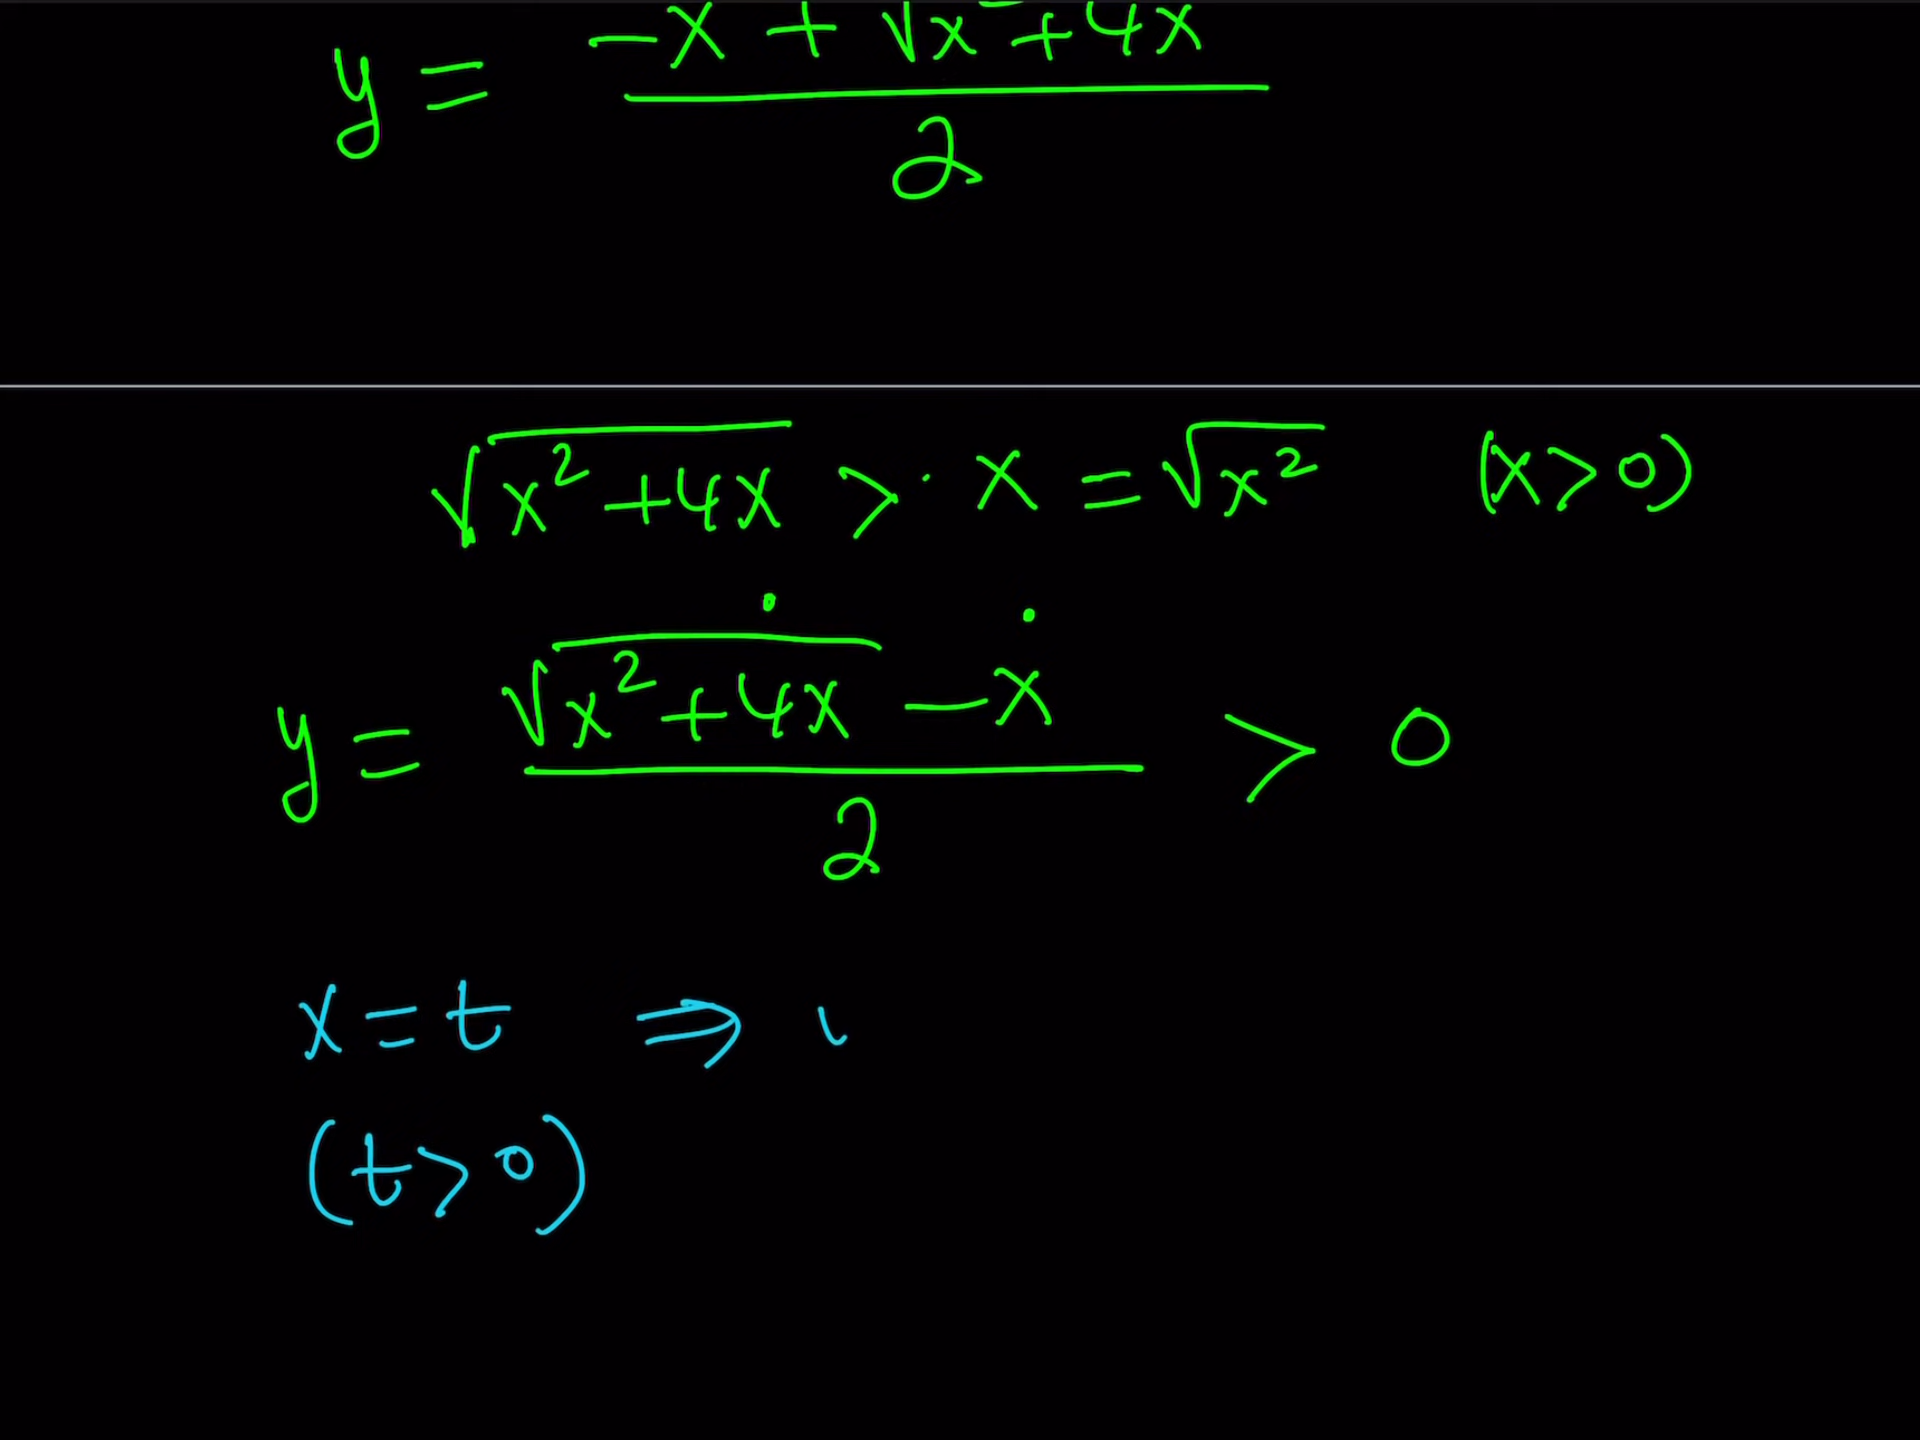 y = (-x + √x²+4x) / 2
√(x²+4x) > x = √(x²) (x>0)
y = (√(x²+4x) - x) / 2 > 0
x = t ⇒
(t>0)